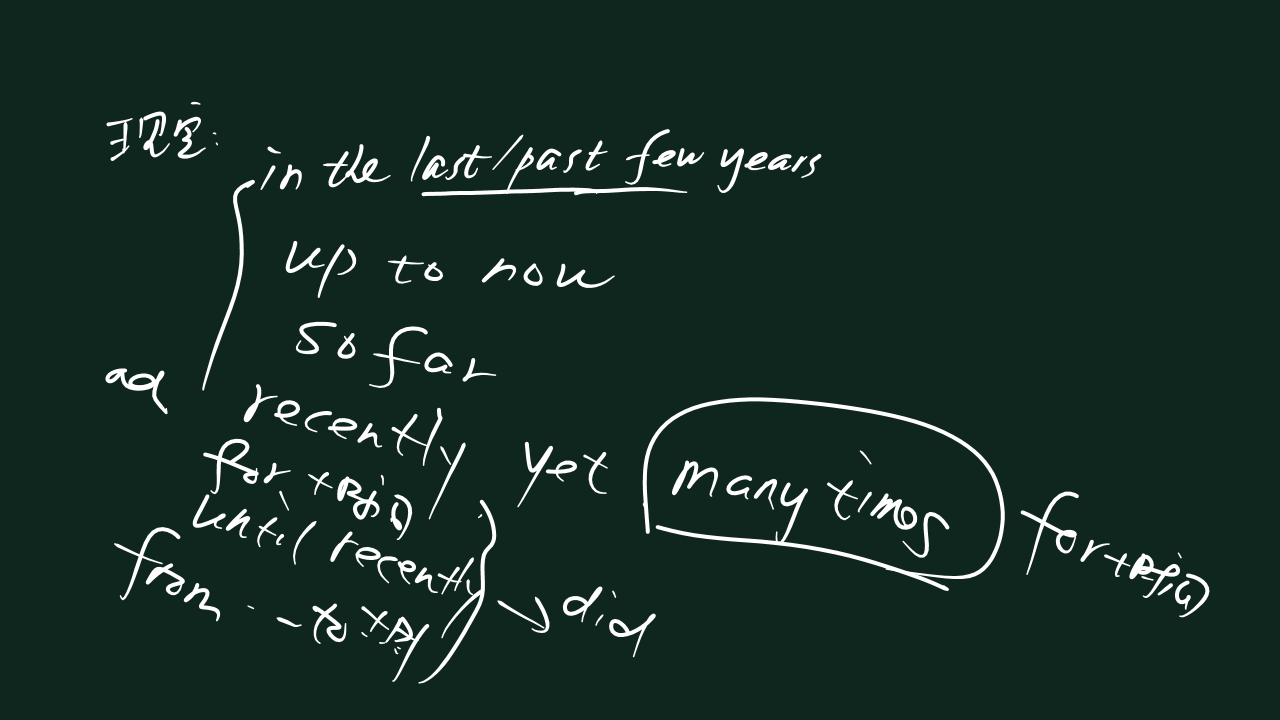 现完:
in the last/past few years
up to now
so far
ad
recently yet many times for+时间
for +时间
until recently
from - to +时 → did